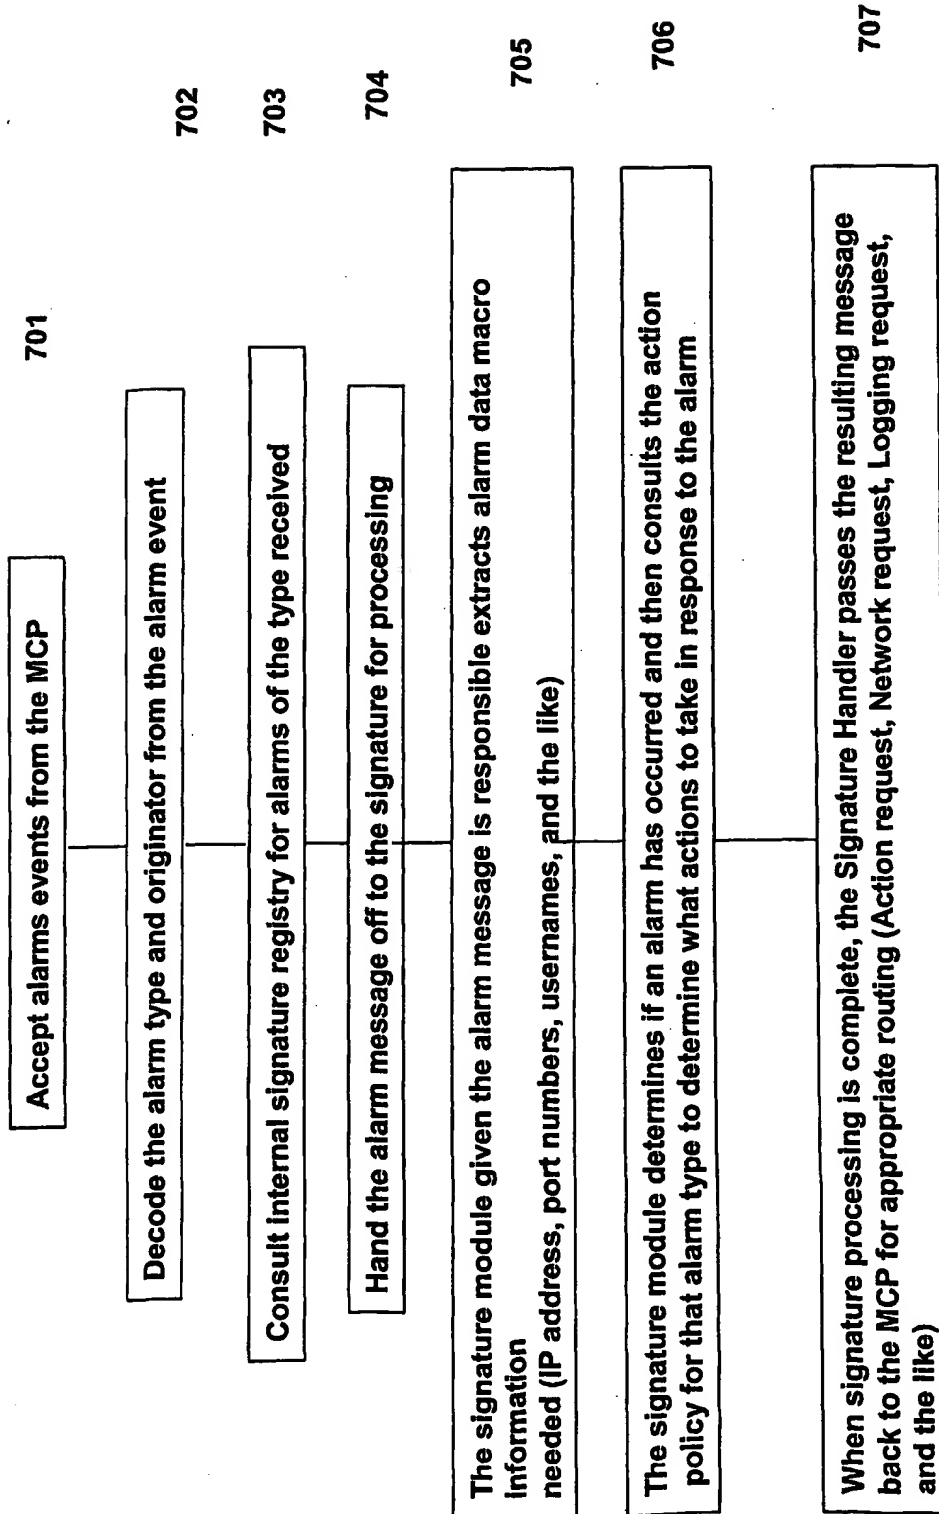 Accept alarms events from the MCP
701
Decode the alarm type and originator from the alarm event
702
Consult internal signature registry for alarms of the type received
703
Hand the alarm message off to the signature for processing
704
The signature module given the alarm message is responsible extracts alarm data macro
information
needed (IP address, port numbers, usernames, and the like)
705
The signature module determines if an alarm has occurred and then consults the action
policy for that alarm type to determine what actions to take in response to the alarm
706
When signature processing is complete, the Signature Handler passes the resulting message
back to the MCP for appropriate routing (Action request, Network request, Logging request,
and the like)
707